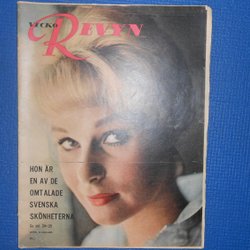 VECKO
REVYN
HON ÄR
EN AV DE
OMTALADE
SVENSKA
SKÖNHETERNA